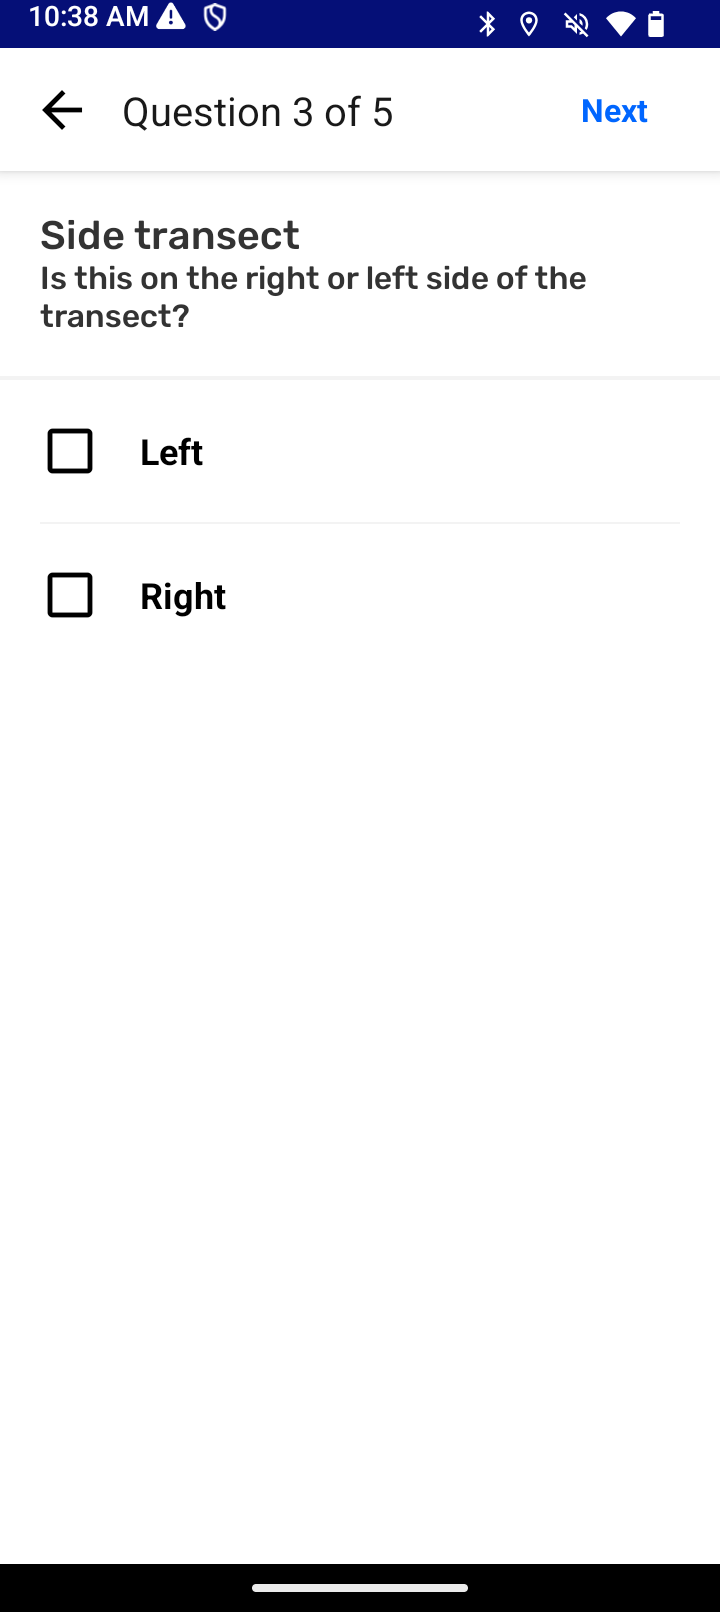 10:38 AM
Question 3 of 5
Next
Side transect
Is this on the right or left side of the
transect?
Left
Right